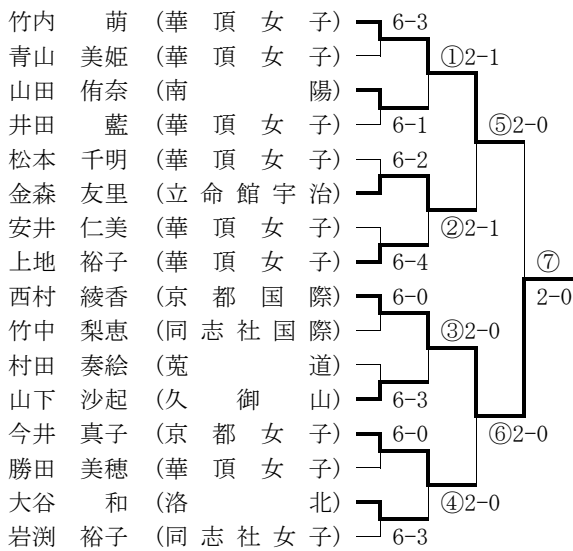 竹内　　萌　(華　頂　女　子)　6-3
青山　美姫　(華　頂　女　子)　①2-1
山田　侑奈　(南　　　　　陽)
井田　　藍　(華　頂　女　子)　6-1　⑤2-0
松本　千明　(華　頂　女　子)　6-2
金森　友里　(立 命 館 宇 治)
安井　仁美　(華　頂　女　子)　②2-1
上地　裕子　(華　頂　女　子)　6-4　⑦
西村　綾香　(京　都　国　際)　6-0　2-0
竹中　梨恵　(同 志 社 国 際)　③2-0
村田　奏絵　(莵　　　　　道)
山下　沙起　(久　　御　　山)　6-3
今井　真子　(京　都　女　子)　6-0　⑥2-0
勝田　美穂　(華　頂　女　子)
大谷　　和　(洛　　　　　北)　④2-0
岩渕　裕子　(同 志 社 女 子)　6-3